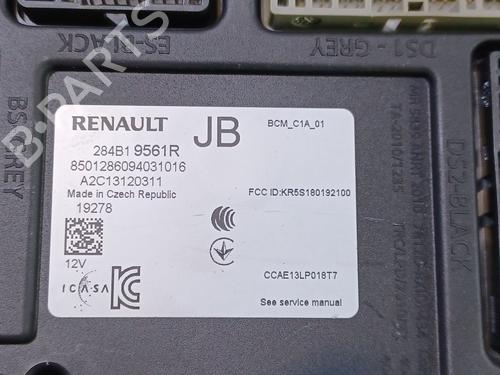 ES-BLACK
DS1-GREY
BS-GREY
RENAULT
JB
BCM_C1A_01
284B1 9561R
8501286094031016
A2C13120311
Made in Czech Republic
FCC ID:KR5S180192100
19278
12V
ICASA
CCAE13LP018T7
See service manual
DS2-BLACK
B-PARTS